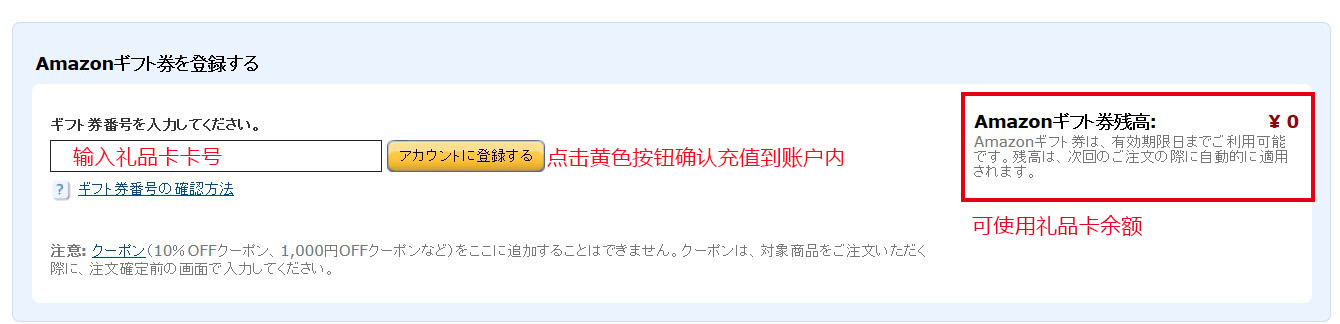 Amazonギフト券を登録する
ギフト券番号を入力してください。
输入礼品卡卡号
アカウントに登録する
点击黄色按钮确认充值到账户内
? ギフト券番号の確認方法
注意: クーポン(10% OFFクーポン、1,000円OFFクーポンなど)をここに追加することはできません。クーポンは、対象商品をご注文いただく
際に、注文確定前の画面で入力してください。
Amazonギフト券残高: ¥ 0
Amazonギフト券は、有効期限日までご利用可能
です。残高は、次回のご注文の際に自動的に適用
されます。
可使用礼品卡余额